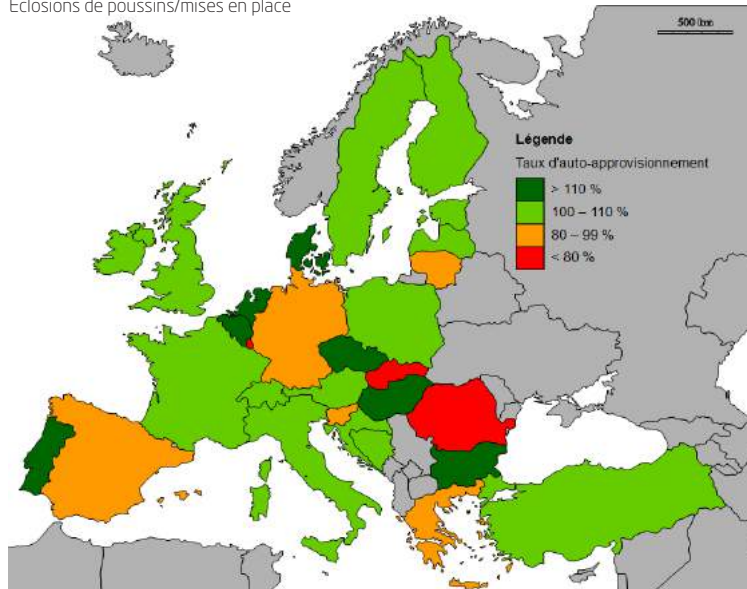 Éclosions de poussins/mises en place
500 km
Légende
Taux d'auto-approvisionnement
> 110 %
100 – 110 %
80 – 99 %
< 80 %